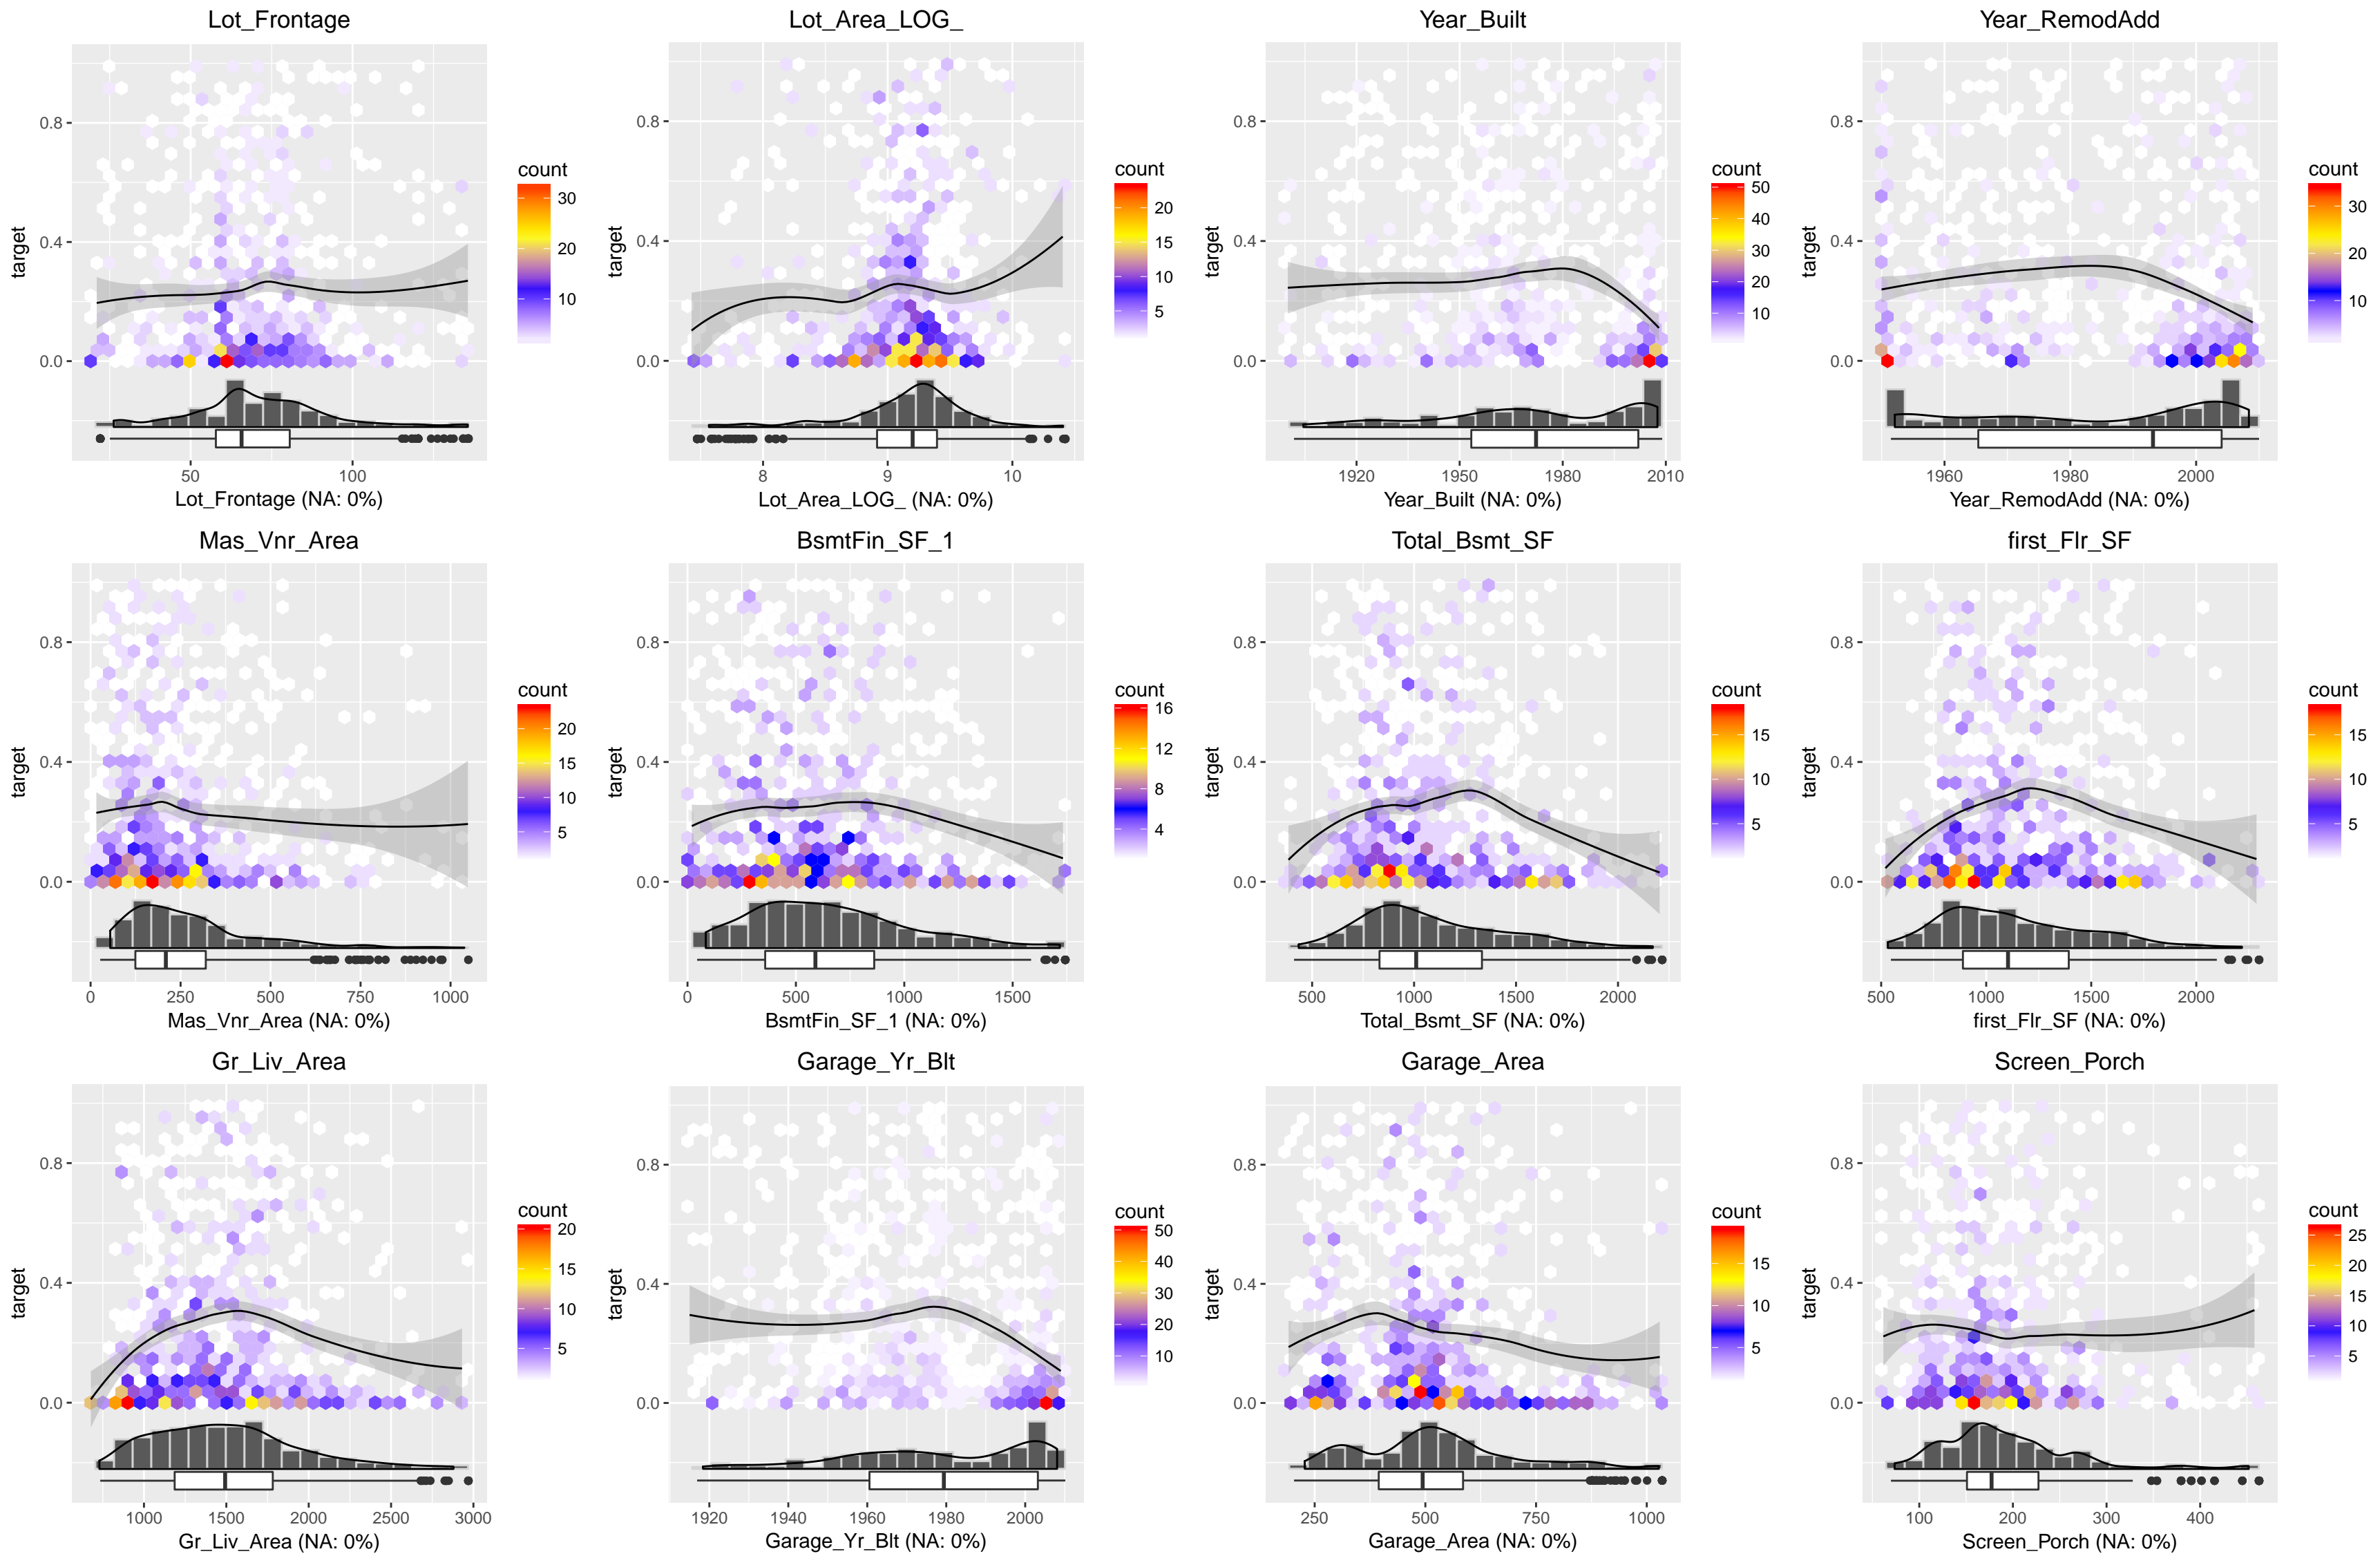 Lot_Frontage
target
0.8
0.4
0.0
50 100
Lot_Frontage (NA: 0%)
count
30
20
10
Lot_Area_LOG_
target
0.8
0.4
0.0
8 9 10
Lot_Area_LOG_ (NA: 0%)
count
20
15
10
5
Year_Built
target
0.8
0.4
0.0
1920 1950 1980 2010
Year_Built (NA: 0%)
count
50
40
30
20
10
Year_RemodAdd
target
0.8
0.4
0.0
1960 1980 2000
Year_RemodAdd (NA: 0%)
count
30
20
10
Mas_Vnr_Area
target
0.8
0.4
0.0
0 250 500 750 1000
Mas_Vnr_Area (NA: 0%)
count
20
15
10
5
BsmtFin_SF_1
target
0.8
0.4
0.0
0 500 1000 1500
BsmtFin_SF_1 (NA: 0%)
count
16
12
8
4
Total_Bsmt_SF
target
0.8
0.4
0.0
500 1000 1500 2000
Total_Bsmt_SF (NA: 0%)
count
15
10
5
first_Flr_SF
target
0.8
0.4
0.0
500 1000 1500 2000
first_Flr_SF (NA: 0%)
count
15
10
5
Gr_Liv_Area
target
0.8
0.4
0.0
1000 1500 2000 2500 3000
Gr_Liv_Area (NA: 0%)
count
20
15
10
5
Garage_Yr_Blt
target
0.8
0.4
0.0
1920 1940 1960 1980 2000
Garage_Yr_Blt (NA: 0%)
count
50
40
30
20
10
Garage_Area
target
0.8
0.4
0.0
250 500 750 1000
Garage_Area (NA: 0%)
count
15
10
5
Screen_Porch
target
0.8
0.4
0.0
100 200 300 400
Screen_Porch (NA: 0%)
count
25
20
15
10
5